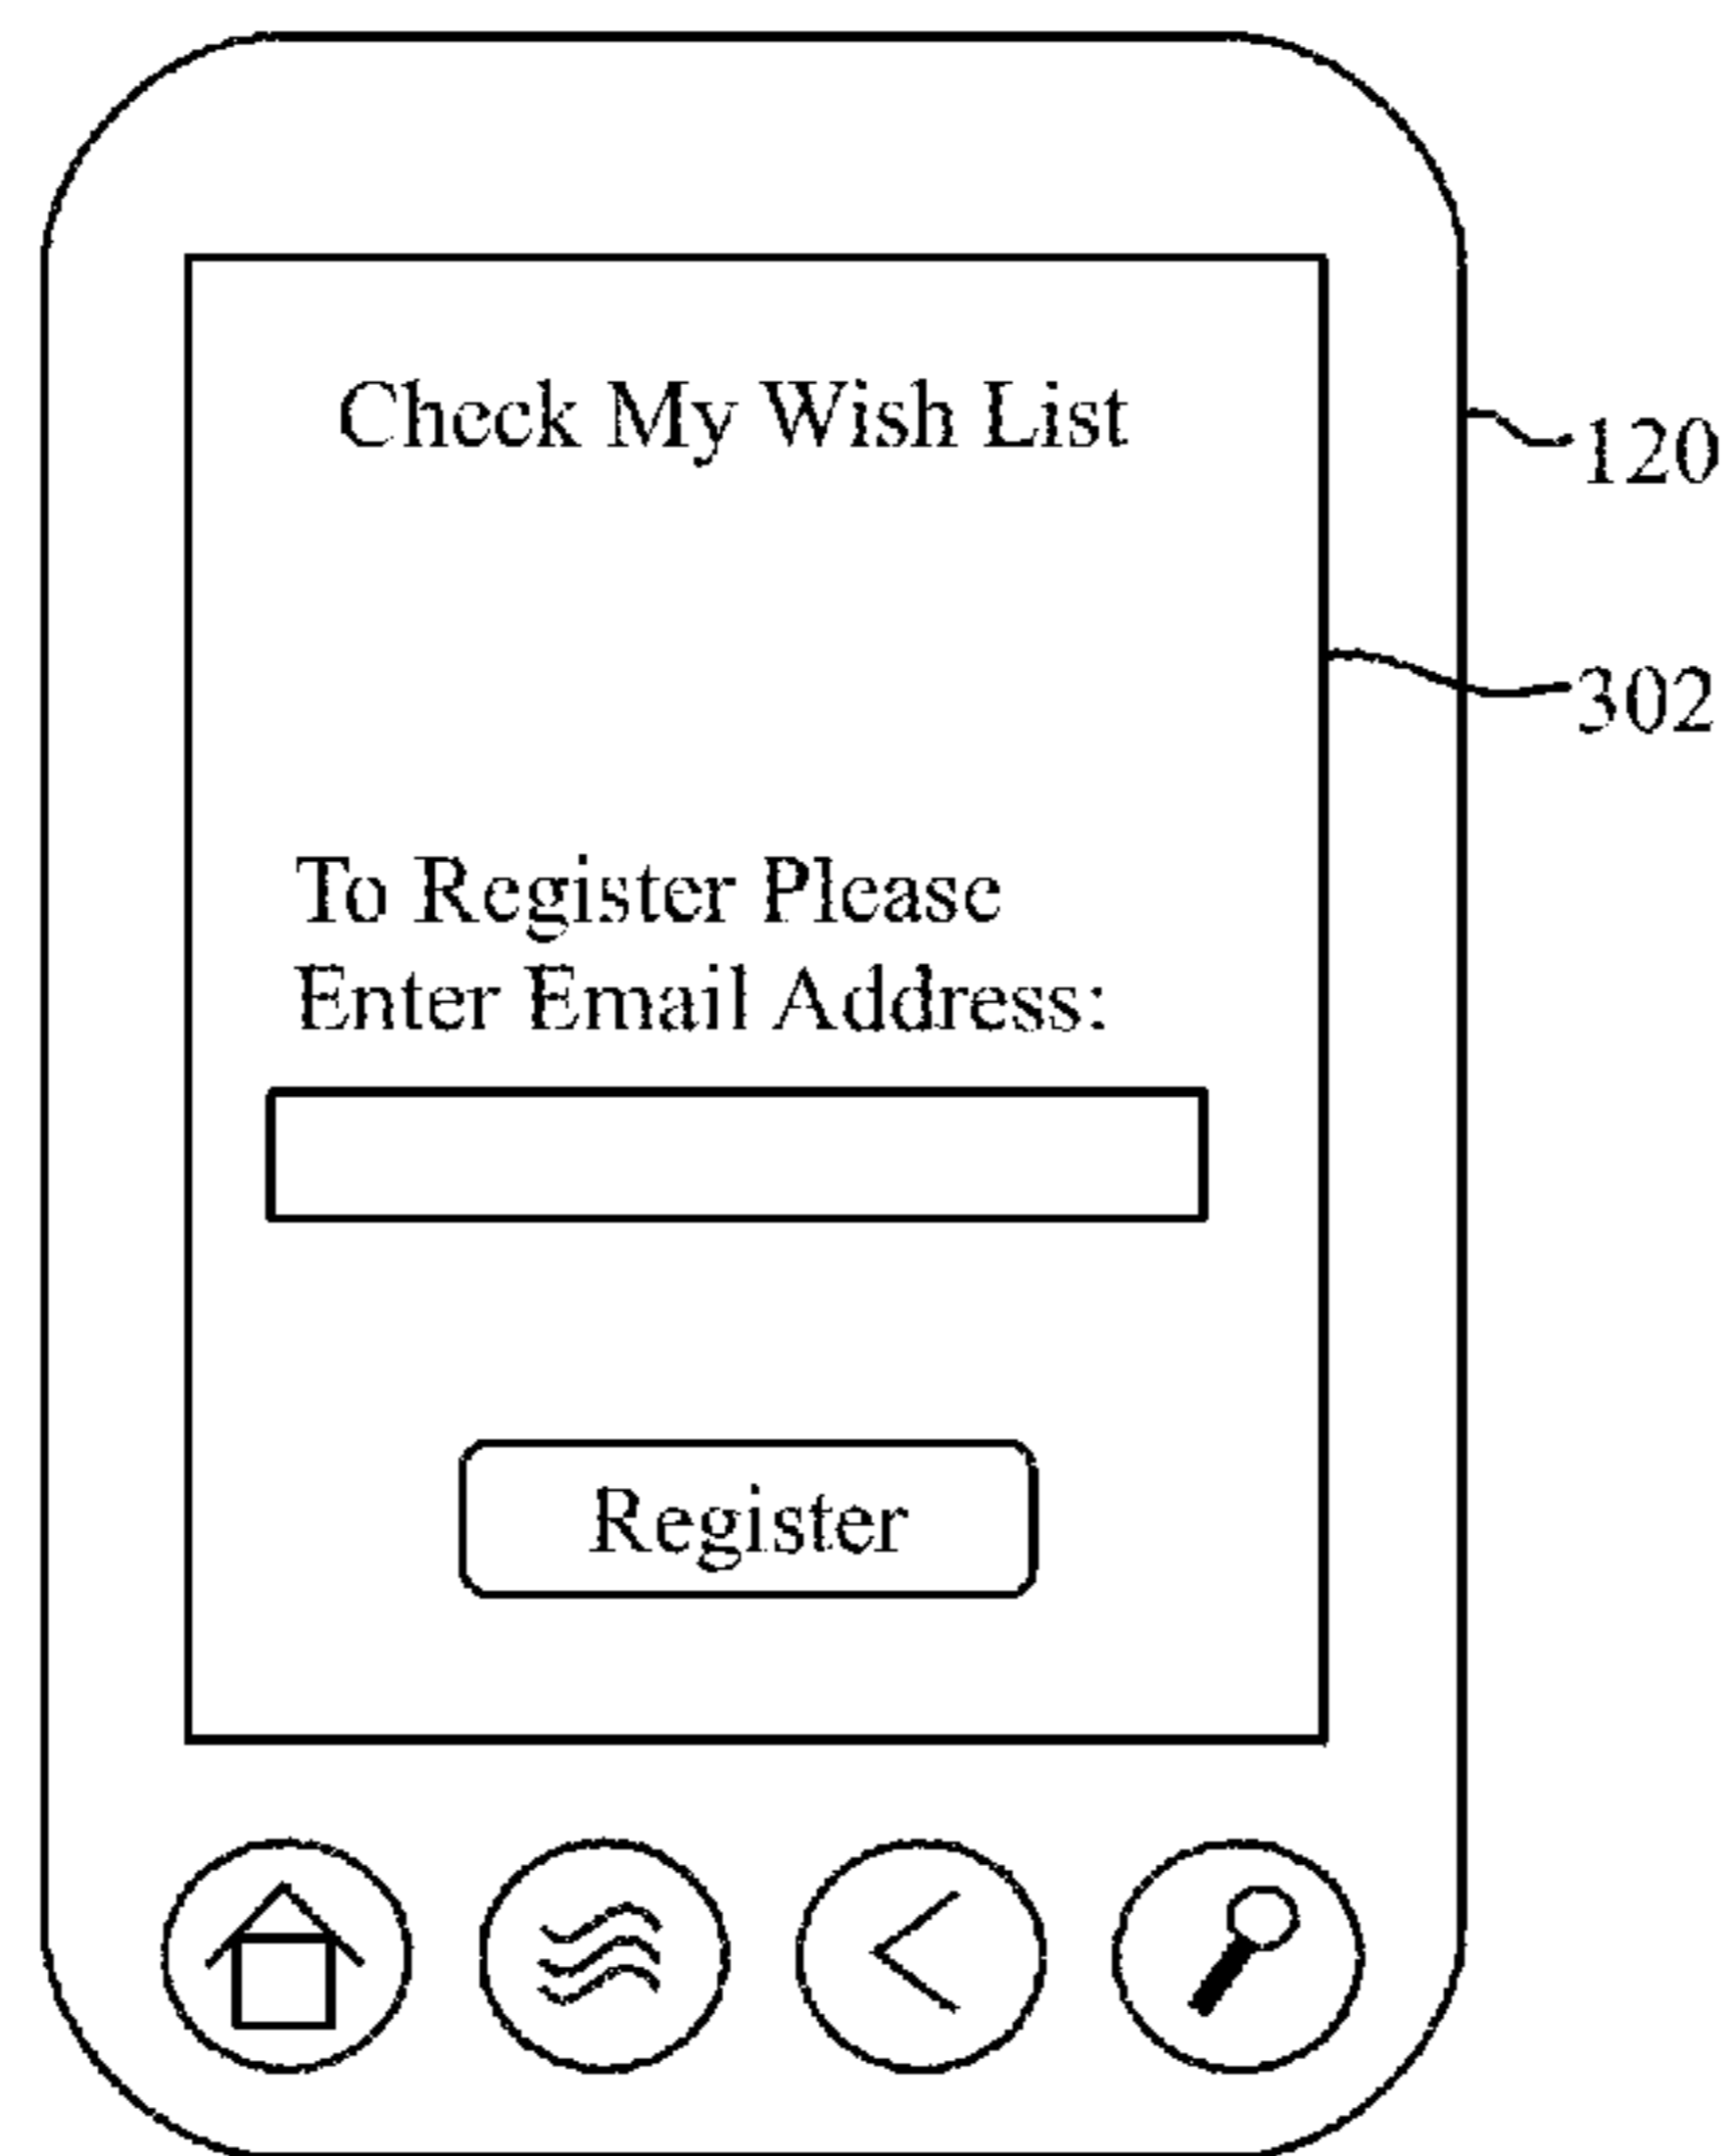 Check My Wish List
120
302
To Register Please
Enter Email Address:
Register